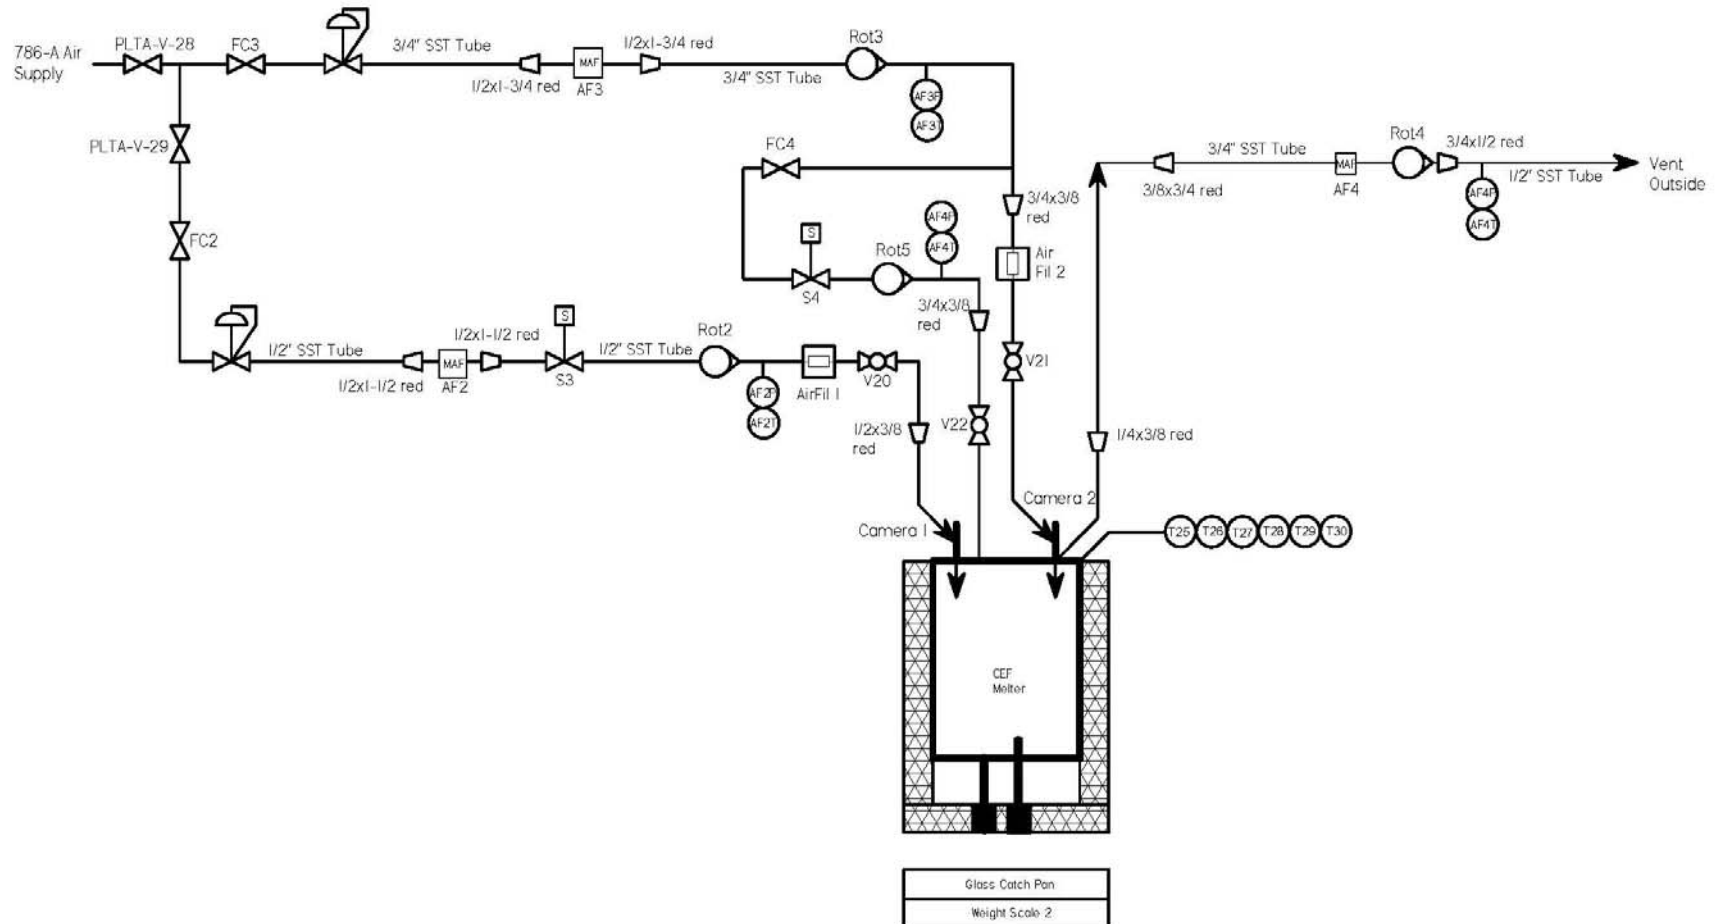 786-A Air
Supply
PLTA-V-28
FC3
3/4" SST Tube
1/2x1-3/4 red
MAF
AF3
1/2x1-3/4 red
3/4" SST Tube
Rot3
AF3P
AF3T
PLTA-V-29
FC2
FC4
S
S4
Rot5
AF4P
AF4T
3/4x3/8
red
3/4x3/8
red
Air
Fil 2
3/8x3/4 red
3/4" SST Tube
MAF
AF4
Rot4
3/4x1/2 red
1/2" SST Tube
AF4P
AF4T
Vent
Outside
1/2" SST Tube
1/2x1-1/2 red
MAF
AF2
1/2x1-1/2 red
S
S3
1/2" SST Tube
Rot2
AF2P
AF2T
AirFil 1
V20
1/2x3/8
red
V22
V21
1/4x3/8 red
Camera 1
Camera 2
T25
T26
T27
T28
T29
T30
CEF
Melter
Glass Catch Pan
Weight Scale 2